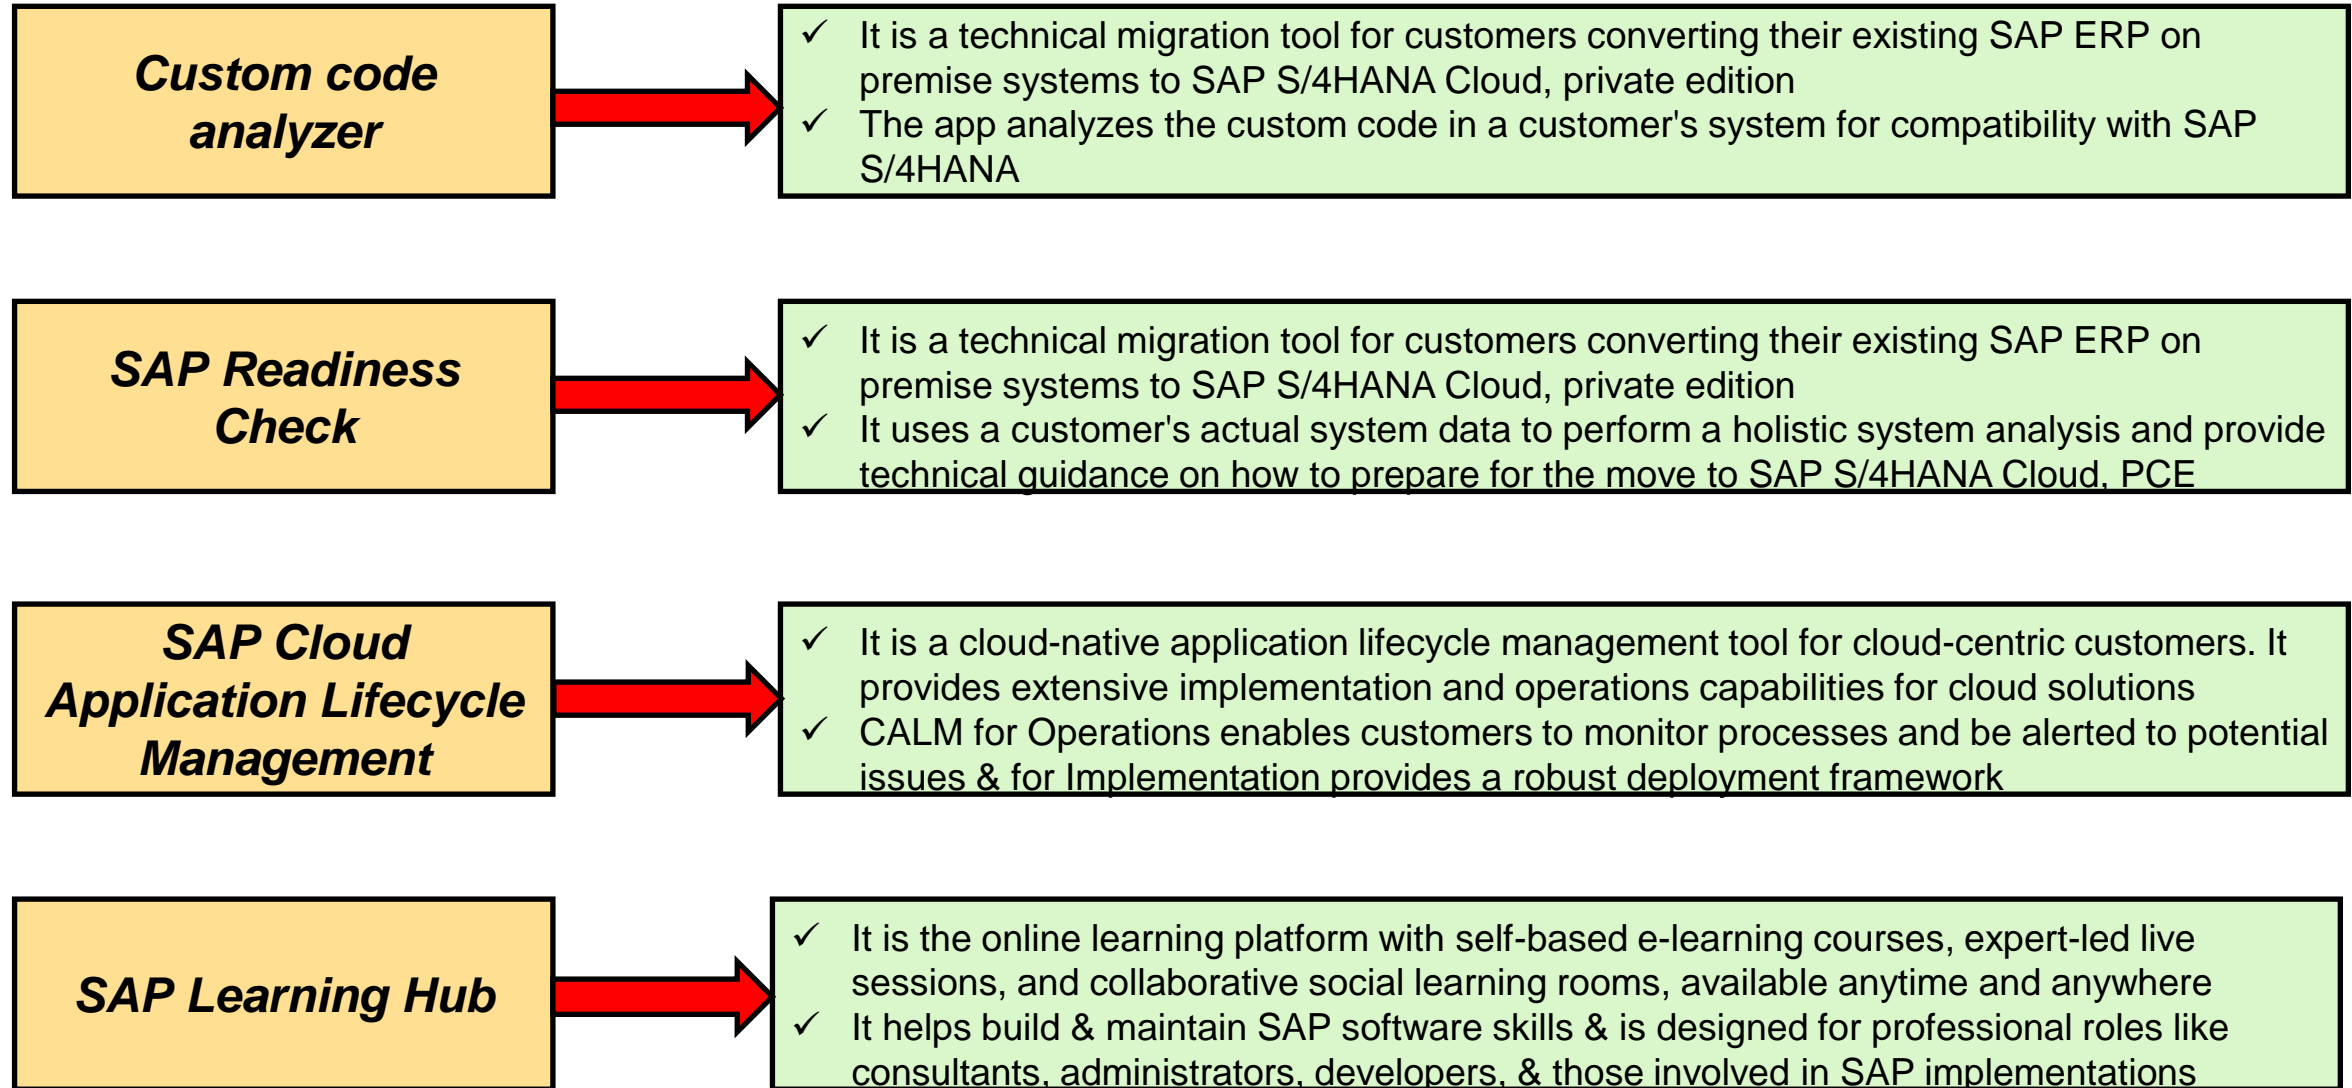 Custom code
analyzer
✓ It is a technical migration tool for customers converting their existing SAP ERP on
premise systems to SAP S/4HANA Cloud, private edition
✓ The app analyzes the custom code in a customer's system for compatibility with SAP
S/4HANA
SAP Readiness
Check
✓ It is a technical migration tool for customers converting their existing SAP ERP on
premise systems to SAP S/4HANA Cloud, private edition
✓ It uses a customer's actual system data to perform a holistic system analysis and provide
technical guidance on how to prepare for the move to SAP S/4HANA Cloud, PCE
SAP Cloud
Application Lifecycle
Management
✓ It is a cloud-native application lifecycle management tool for cloud-centric customers. It
provides extensive implementation and operations capabilities for cloud solutions
✓ CALM for Operations enables customers to monitor processes and be alerted to potential
issues & for Implementation provides a robust deployment framework
SAP Learning Hub
✓ It is the online learning platform with self-based e-learning courses, expert-led live
sessions, and collaborative social learning rooms, available anytime and anywhere
✓ It helps build & maintain SAP software skills & is designed for professional roles like
consultants, administrators, developers, & those involved in SAP implementations